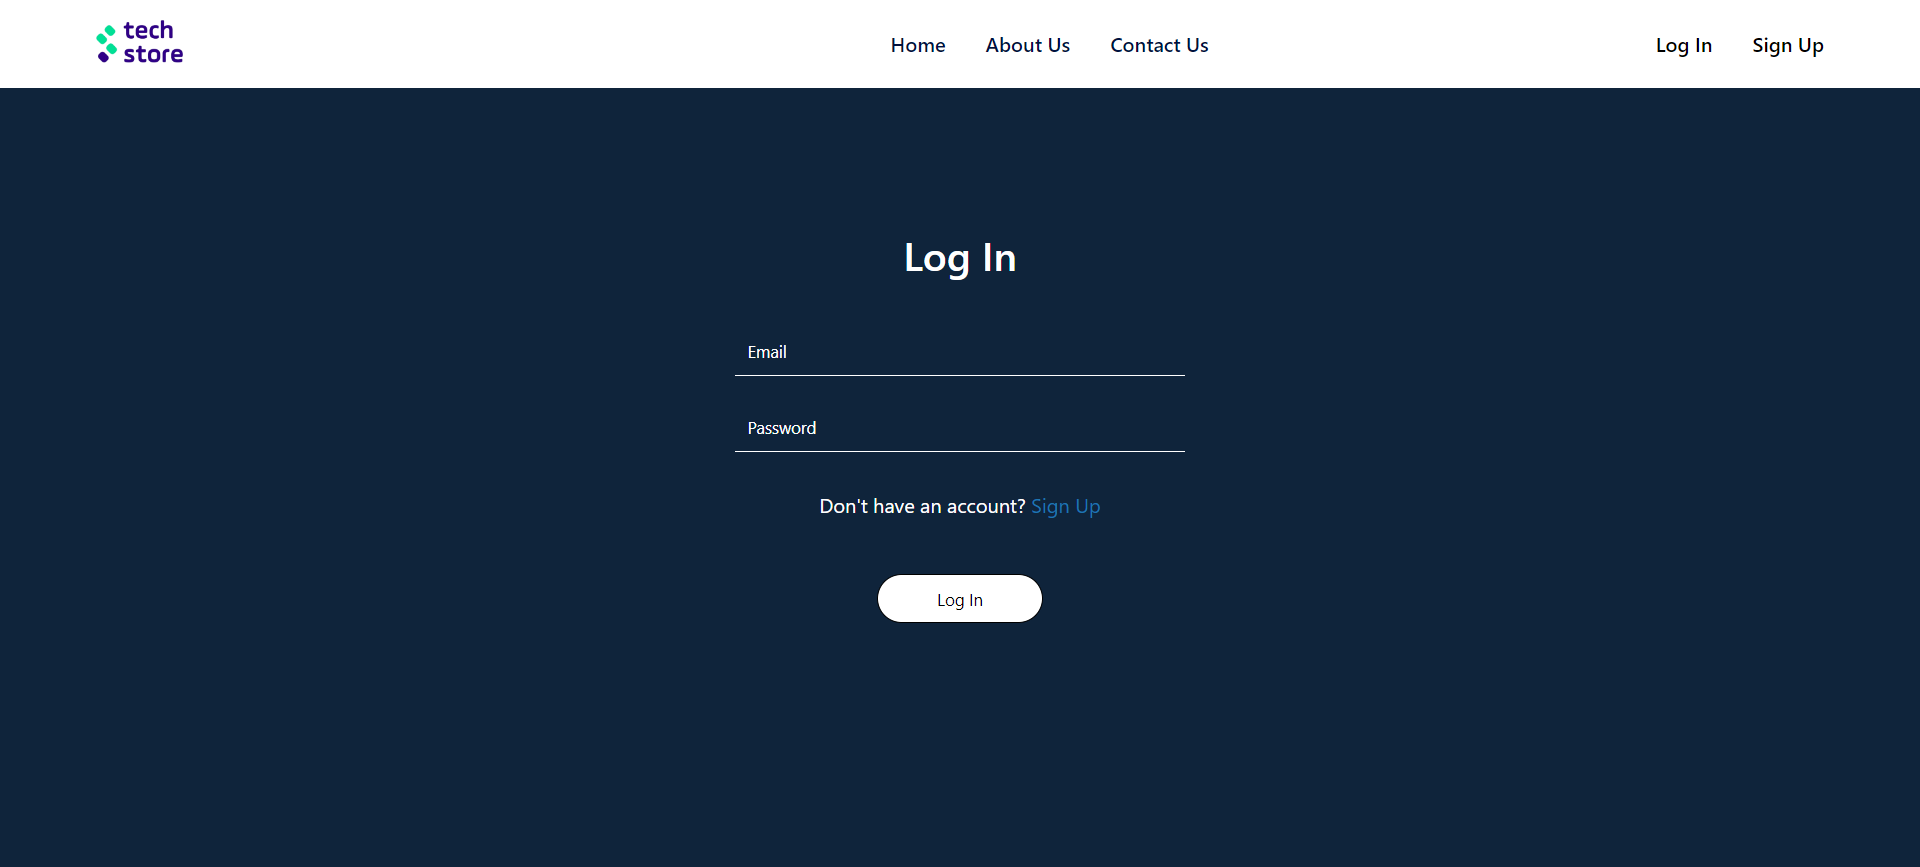 tech
store
Home About Us Contact Us Log In Sign Up
Log In
Email
Password
Don't have an account? Sign Up
Log In